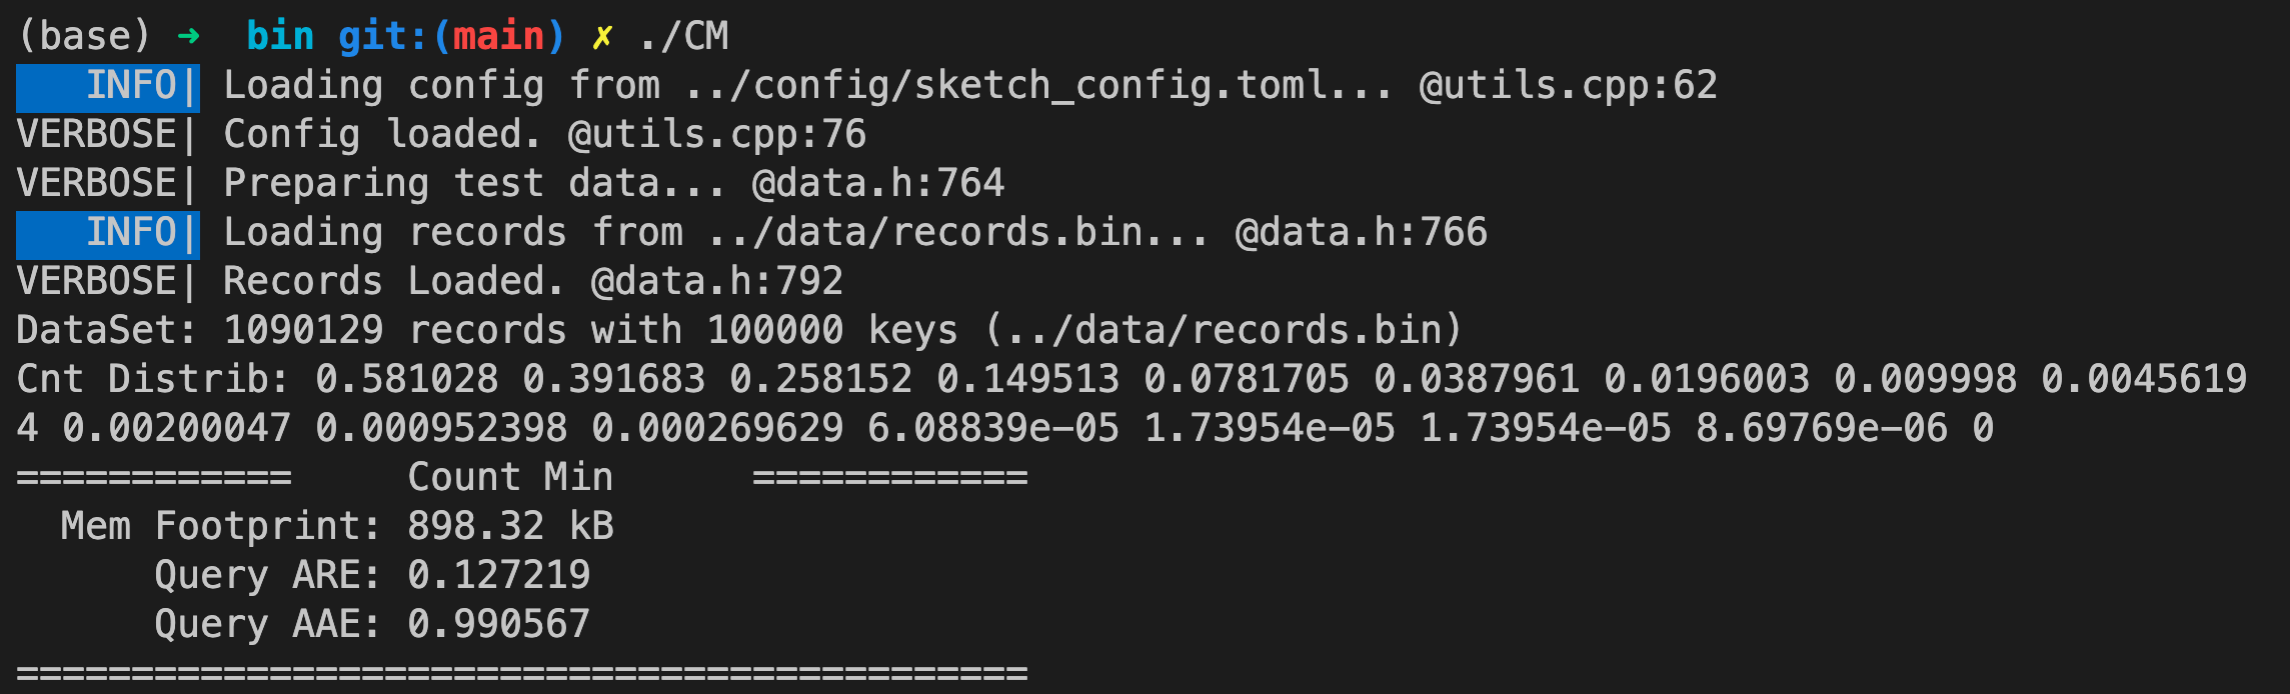 (base) ➜  bin git:(main) ✗ ./CM
   INFO| Loading config from ../config/sketch_config.toml... @utils.cpp:62
VERBOSE| Config loaded. @utils.cpp:76
VERBOSE| Preparing test data... @data.h:764
   INFO| Loading records from ../data/records.bin... @data.h:766
VERBOSE| Records Loaded. @data.h:792
DataSet: 1090129 records with 100000 keys (../data/records.bin)
Cnt Distrib: 0.581028 0.391683 0.258152 0.149513 0.0781705 0.0387961 0.0196003 0.009998 0.0045619
4 0.00200047 0.000952398 0.000269629 6.08839e-05 1.73954e-05 1.73954e-05 8.69769e-06 0
============     Count Min      ============
  Mem Footprint: 898.32 kB
      Query ARE: 0.127219
      Query AAE: 0.990567
============================================